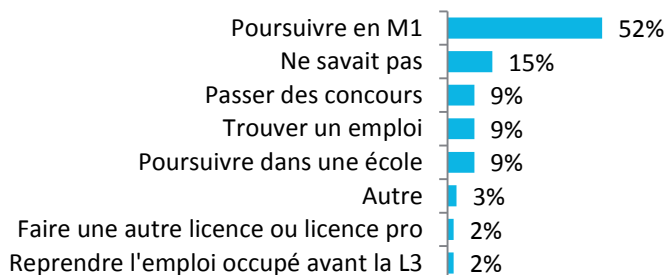 Poursuivre en M1 52%
Ne savait pas 15%
Passer des concours 9%
Trouver un emploi 9%
Poursuivre dans une école 9%
Autre 3%
Faire une autre licence ou licence pro 2%
Reprendre l'emploi occupé avant la L3 2%